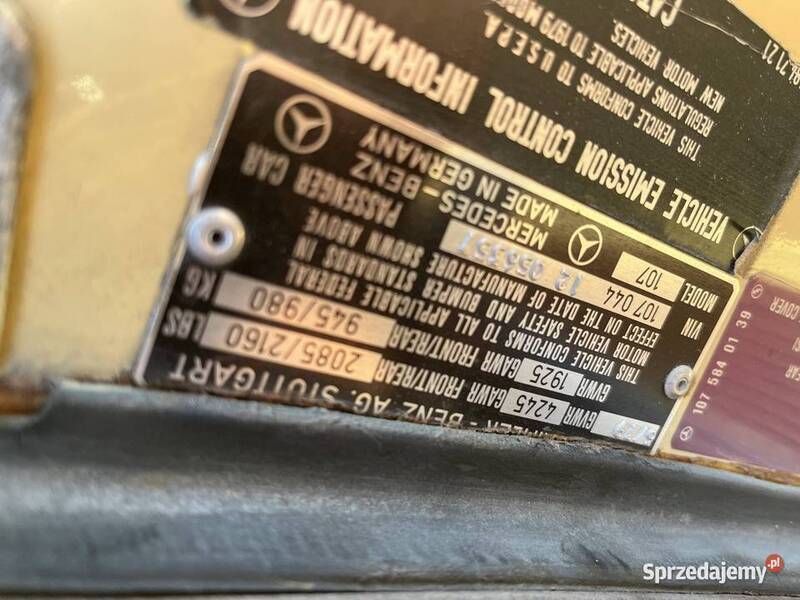 VEHICLE EMISSION CONTROL INFORMATION
THIS VEHICLE CONFORMS TO U.S.E.P.A.
REGULATIONS APPLICABLE TO 1979 MODEL
NEW MOTOR VEHICLES.
CAT
DAIMLER - BENZ AG. STUTTGART
GVWR 4245 GAWR FRONT/REAR 2085/2160 LBS
GVWR 1925 GAWR FRONT/REAR 945/980 KG
THIS VEHICLE CONFORMS TO ALL APPLICABLE FEDERAL
MOTOR VEHICLE SAFETY AND BUMPER STANDARDS IN
EFFECT ON THE DATE OF MANUFACTURE SHOWN ABOVE
VIN 107 044 12 056357 PASSENGER CAR
MODEL 107
MERCEDES-BENZ
MADE IN GERMANY
107 584 01 39
COVER
Sprzedajemy.pl